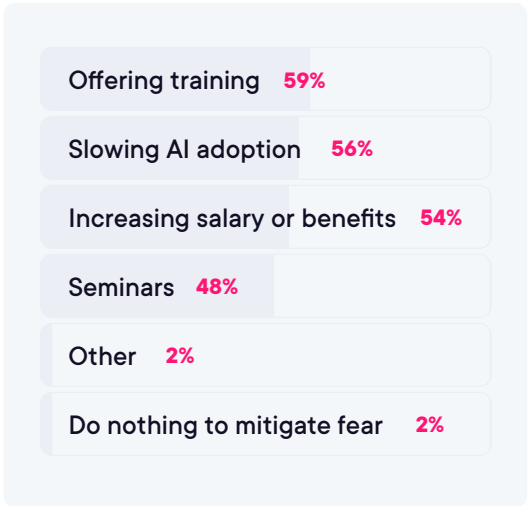 Offering training 59%
Slowing AI adoption 56%
Increasing salary or benefits 54%
Seminars 48%
Other 2%
Do nothing to mitigate fear 2%